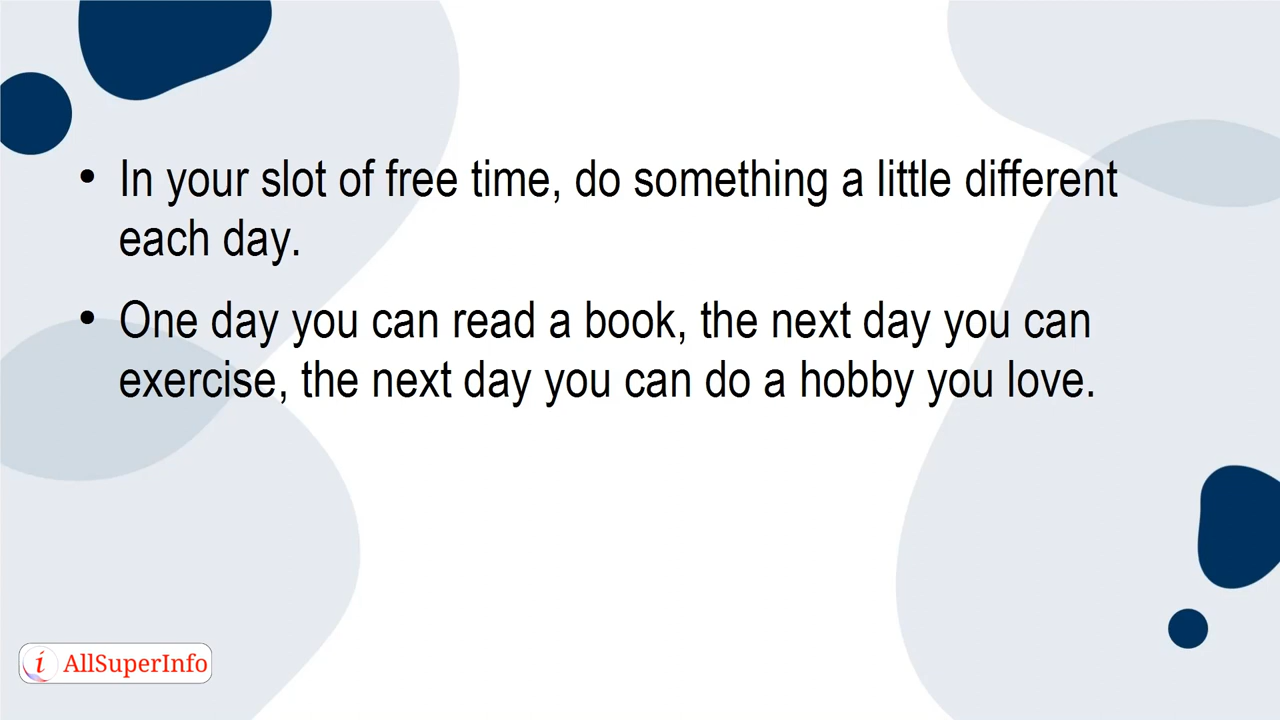 • In your slot of free time, do something a little different
each day.
• One day you can read a book, the next day you can
exercise, the next day you can do a hobby you love.
i AllSuperInfo